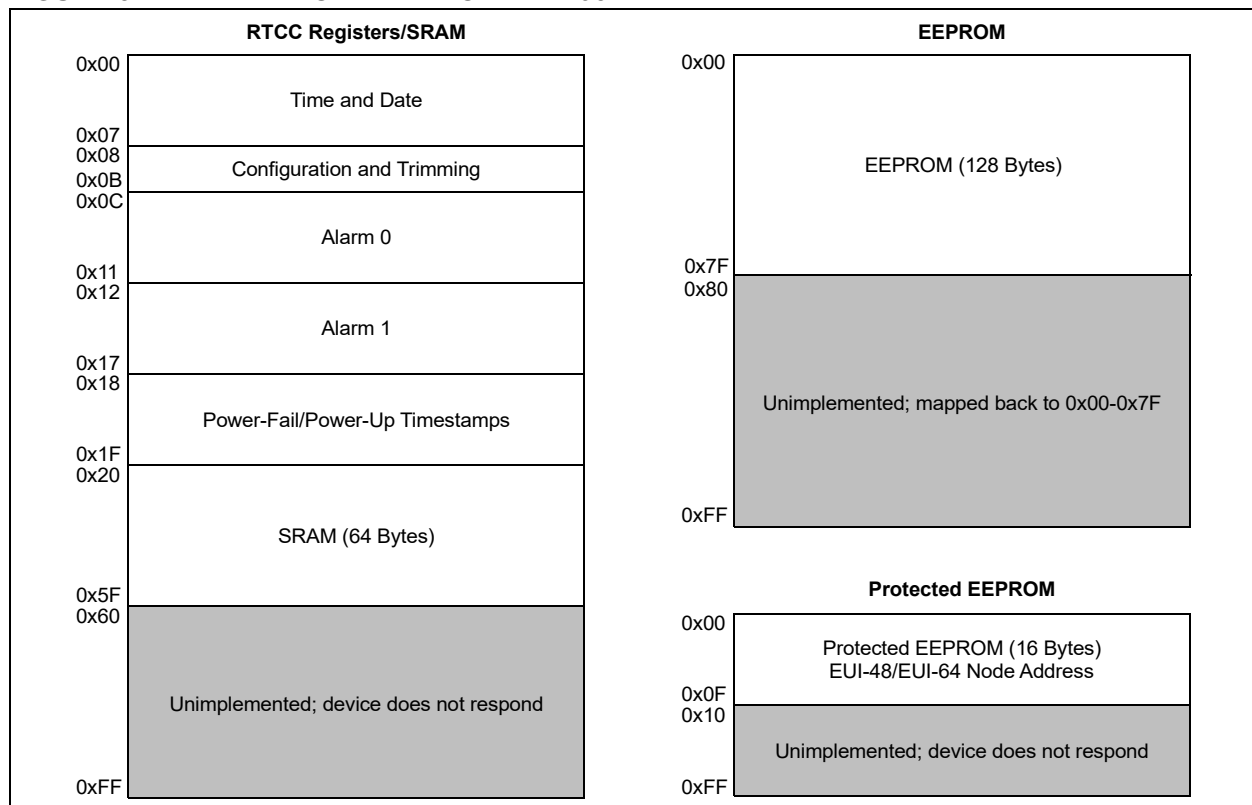 RTCC Registers/SRAM
0x00
Time and Date
0x07
0x08
Configuration and Trimming
0x0B
0x0C
Alarm 0
0x11
0x12
Alarm 1
0x17
0x18
Power-Fail/Power-Up Timestamps
0x1F
0x20
SRAM (64 Bytes)
0x5F
0x60
Unimplemented; device does not respond
0xFF
EEPROM
0x00
EEPROM (128 Bytes)
0x7F
0x80
Unimplemented; mapped back to 0x00-0x7F
0xFF
Protected EEPROM
0x00
Protected EEPROM (16 Bytes)
EUI-48/EUI-64 Node Address
0x0F
0x10
Unimplemented; device does not respond
0xFF